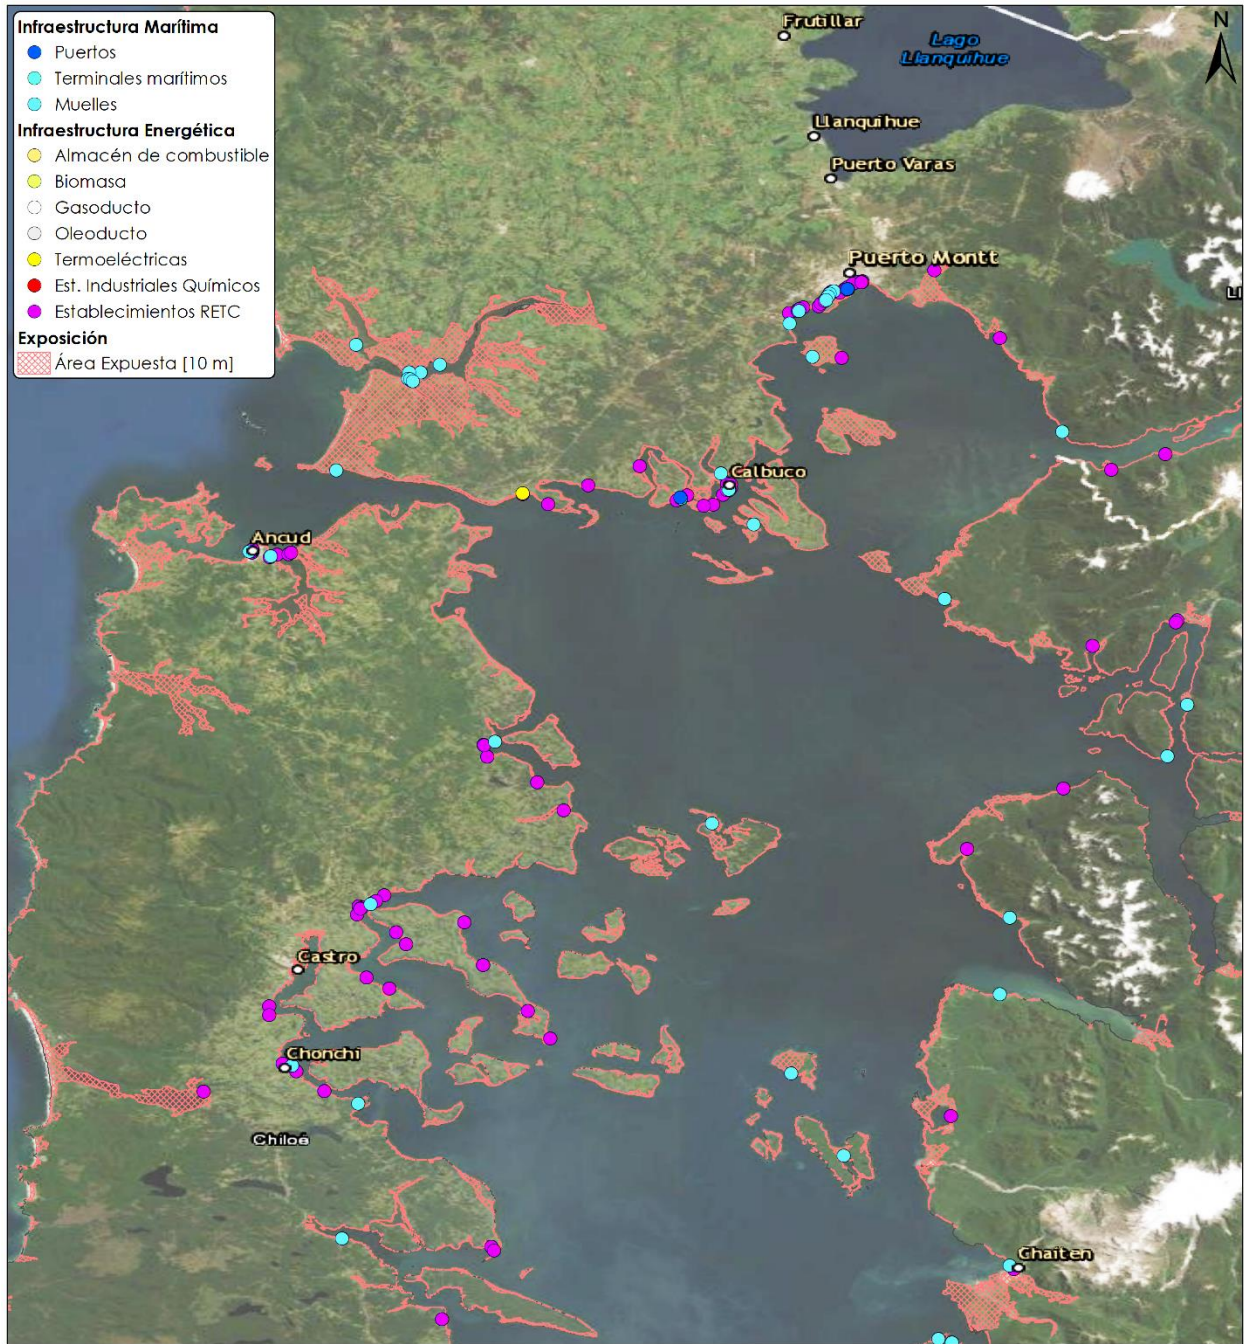 Infraestructura Marítima
Puertos
Terminales marítimos
Muelles
Infraestructura Energética
Almacén de combustible
Biomasa
Gasoducto
Oleoducto
Termoeléctricas
Est. Industriales Químicos
Establecimientos RETC
Exposición
Área Expuesta [10 m]
N
Frutillar
Lago
Llanquihue
Llanquihue
Puerto Varas
Puerto Montt
Calbuco
Ancud
Castro
Chonchi
Chiloé
Chaiten